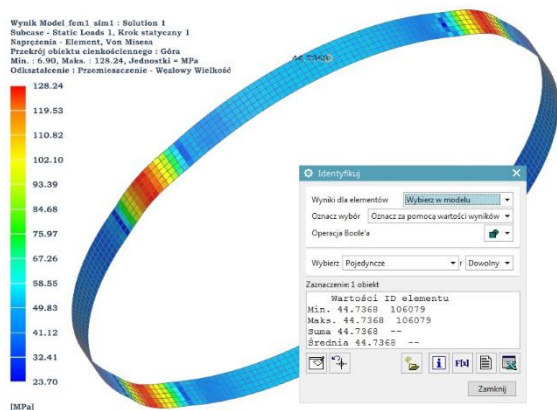 Wynik Model_fem1_sim1 : Solution 1
Subcase - Static Loads 1, Krok statyczny 1
Naprężenia - Element, Von Misesa
Przekrój obiektu cienkościennego : Góra
Min. : 6.90, Maks. : 128.24, Jednostki = MPa
Odkształcenie : Przemieszczenie - Węzłowy Wielkość
128.24
119.53
110.82
102.10
93.39
84.68
75.97
67.26
58.55
49.83
41.12
32.41
23.70
[MPa]
44.7368
Identyfikuj
Wyniki dla elementów Wybierz w modelu
Oznacz wybór Oznacz za pomocą wartości wyników
Operacja Boole'a
Wybierz Pojedyncze r Dowolny
Zaznaczenie: 1 obiekt
Wartości ID elementu
Min. 44.7368 106079
Maks. 44.7368 106079
Suma 44.7368 --
Średnia 44.7368 --
F[x]
Zamknij